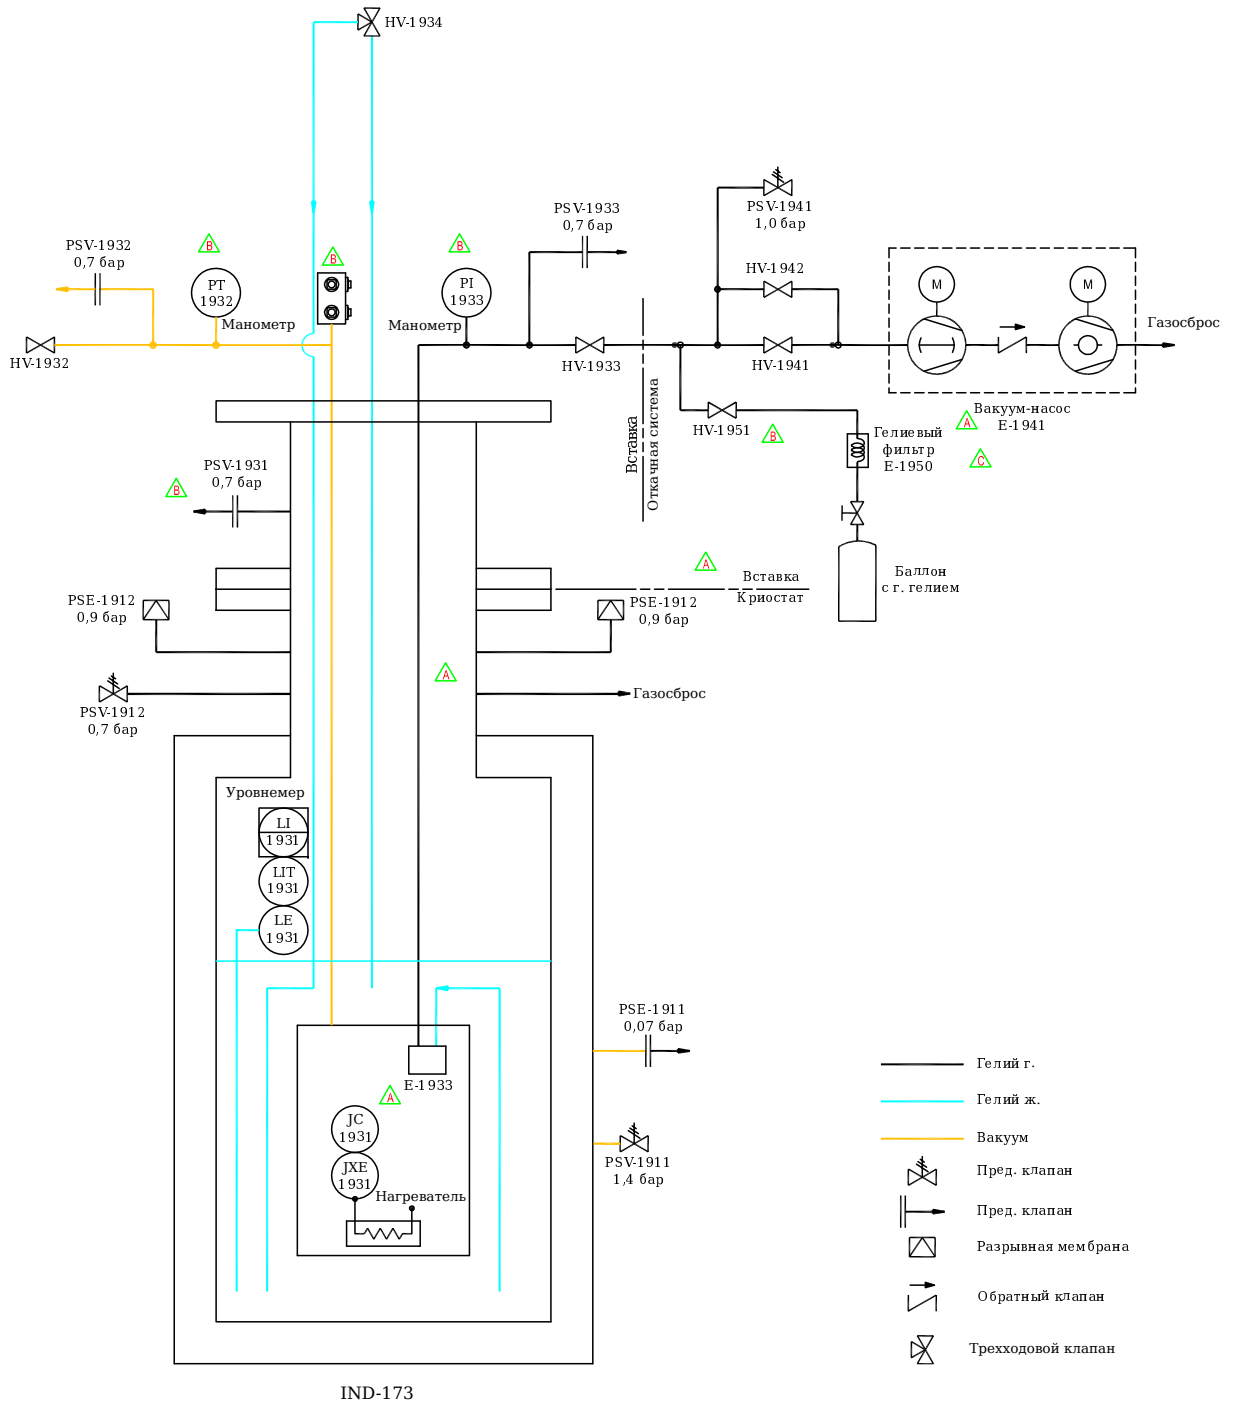 HV-1934
PSV-1941
1,0 бар
PSV-1933
0,7 бар
PSV-1932
0,7 бар
B
B
B
HV-1942
PT
1932
PI
1933
M
M
Манометр
Манометр
Газосброс
HV-1932
HV-1933
HV-1941
Вставка
Откачная система
HV-1951
B
A
Вакуум-насос
E-1941
Гелиевый
фильтр
E-1950
C
PSV-1931
0,7 бар
B
A
Вставка
Криостат
Баллон
с г. гелием
PSE-1912
0,9 бар
PSE-1912
0,9 бар
A
Газосброс
PSV-1912
0,7 бар
Уровнемер
LI
1931
LIT
1931
LE
1931
PSE-1911
0,07 бар
E-1933
A
JC
1931
JXE
1931
Нагреватель
PSV-1911
1,4 бар
Гелий г.
Гелий ж.
Вакуум
Пред. клапан
Пред. клапан
Разрывная мембрана
Обратный клапан
Трехходовой клапан
IND-173